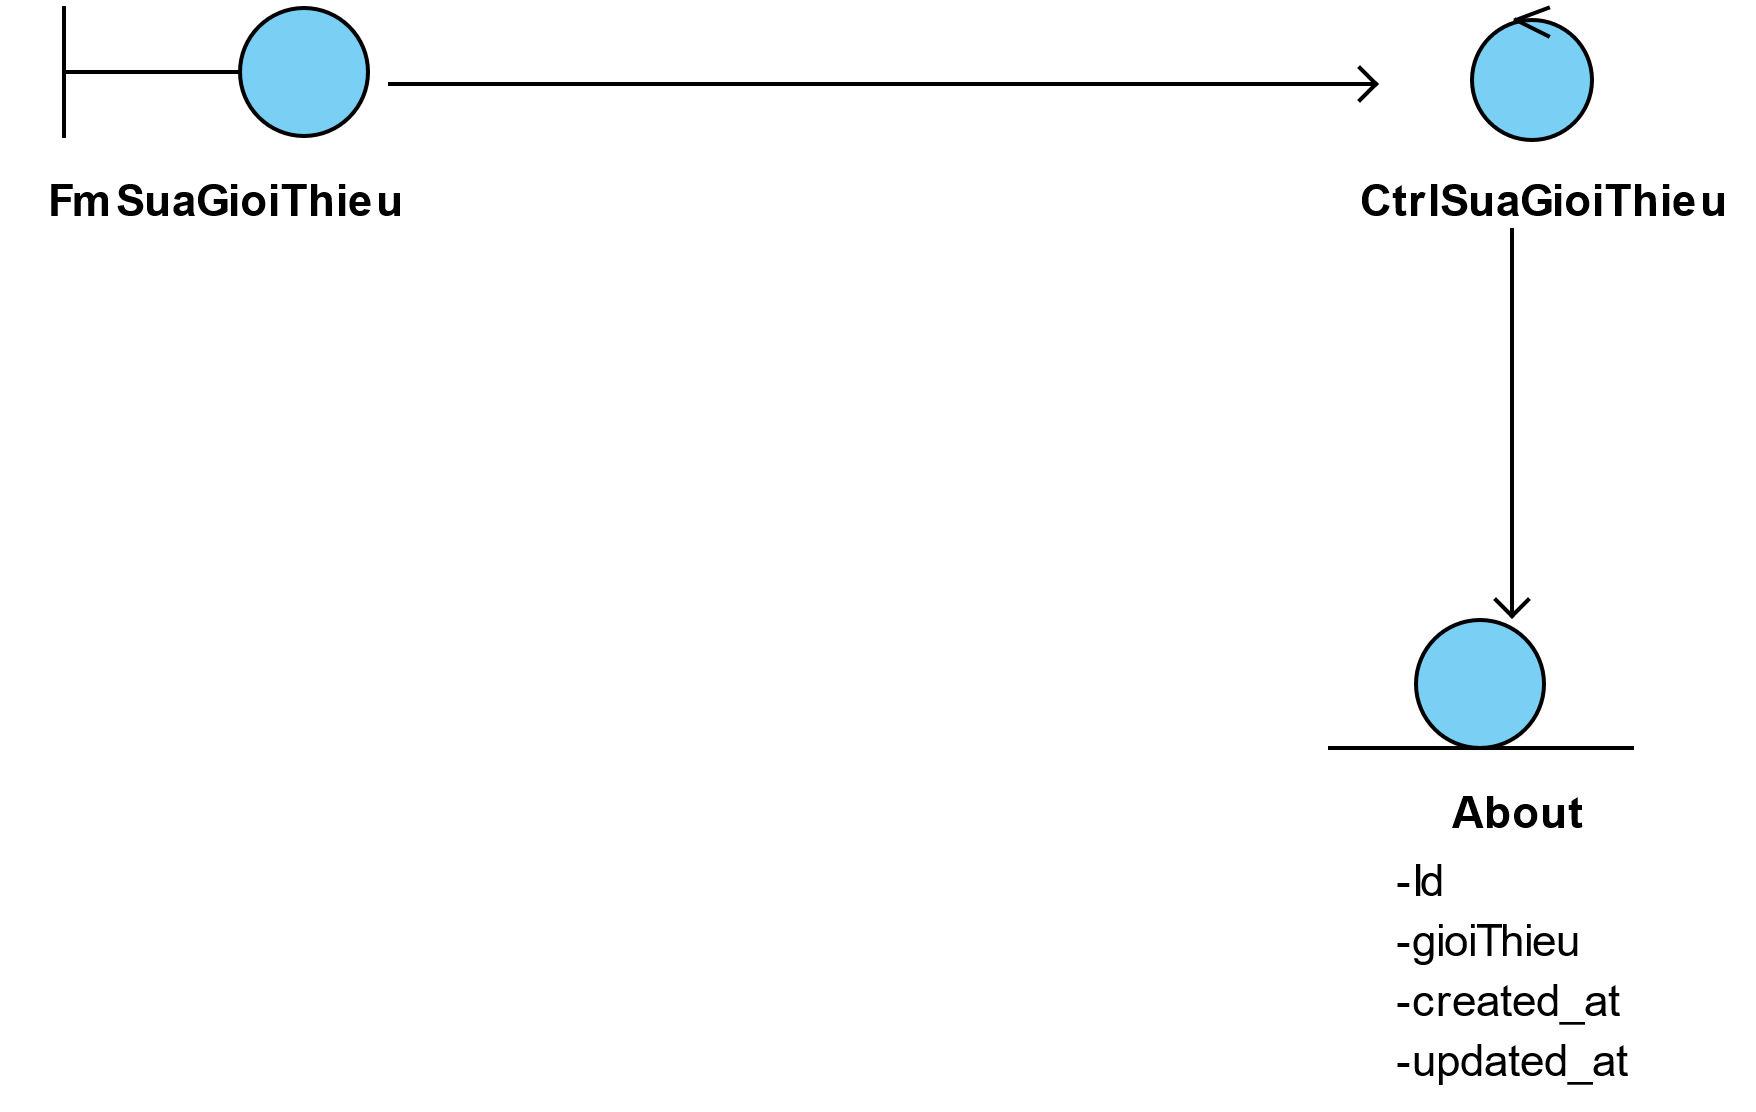 FmSuaGioiThieu
CtrlSuaGioiThieu
About
-Id
-gioiThieu
-created_at
-updated_at